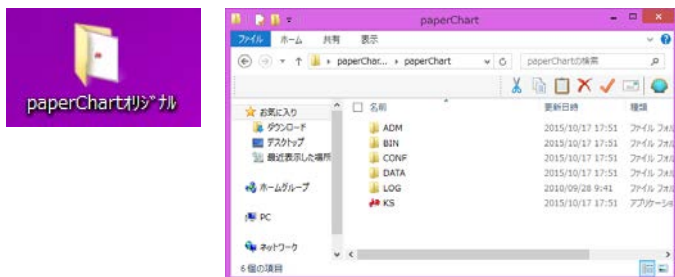 paperChartｵﾘｼﾞﾅﾙ
paperChart
ファイル ホーム 共有 表示
paperChar... paperChart paperChartの検索
お気に入り
ダウンロード
デスクトップ
最近表示した場所
ホームグループ
PC
ネットワーク
名前 更新日時 種類
ADM 2015/10/17 17:51 ファイル フォル
BIN 2015/10/17 17:51 ファイル フォル
CONF 2015/10/17 17:51 ファイル フォル
DATA 2015/10/17 17:51 ファイル フォル
LOG 2010/09/28 9:41 ファイル フォル
KS 2015/10/17 17:51 アプリケーショ
6 個の項目